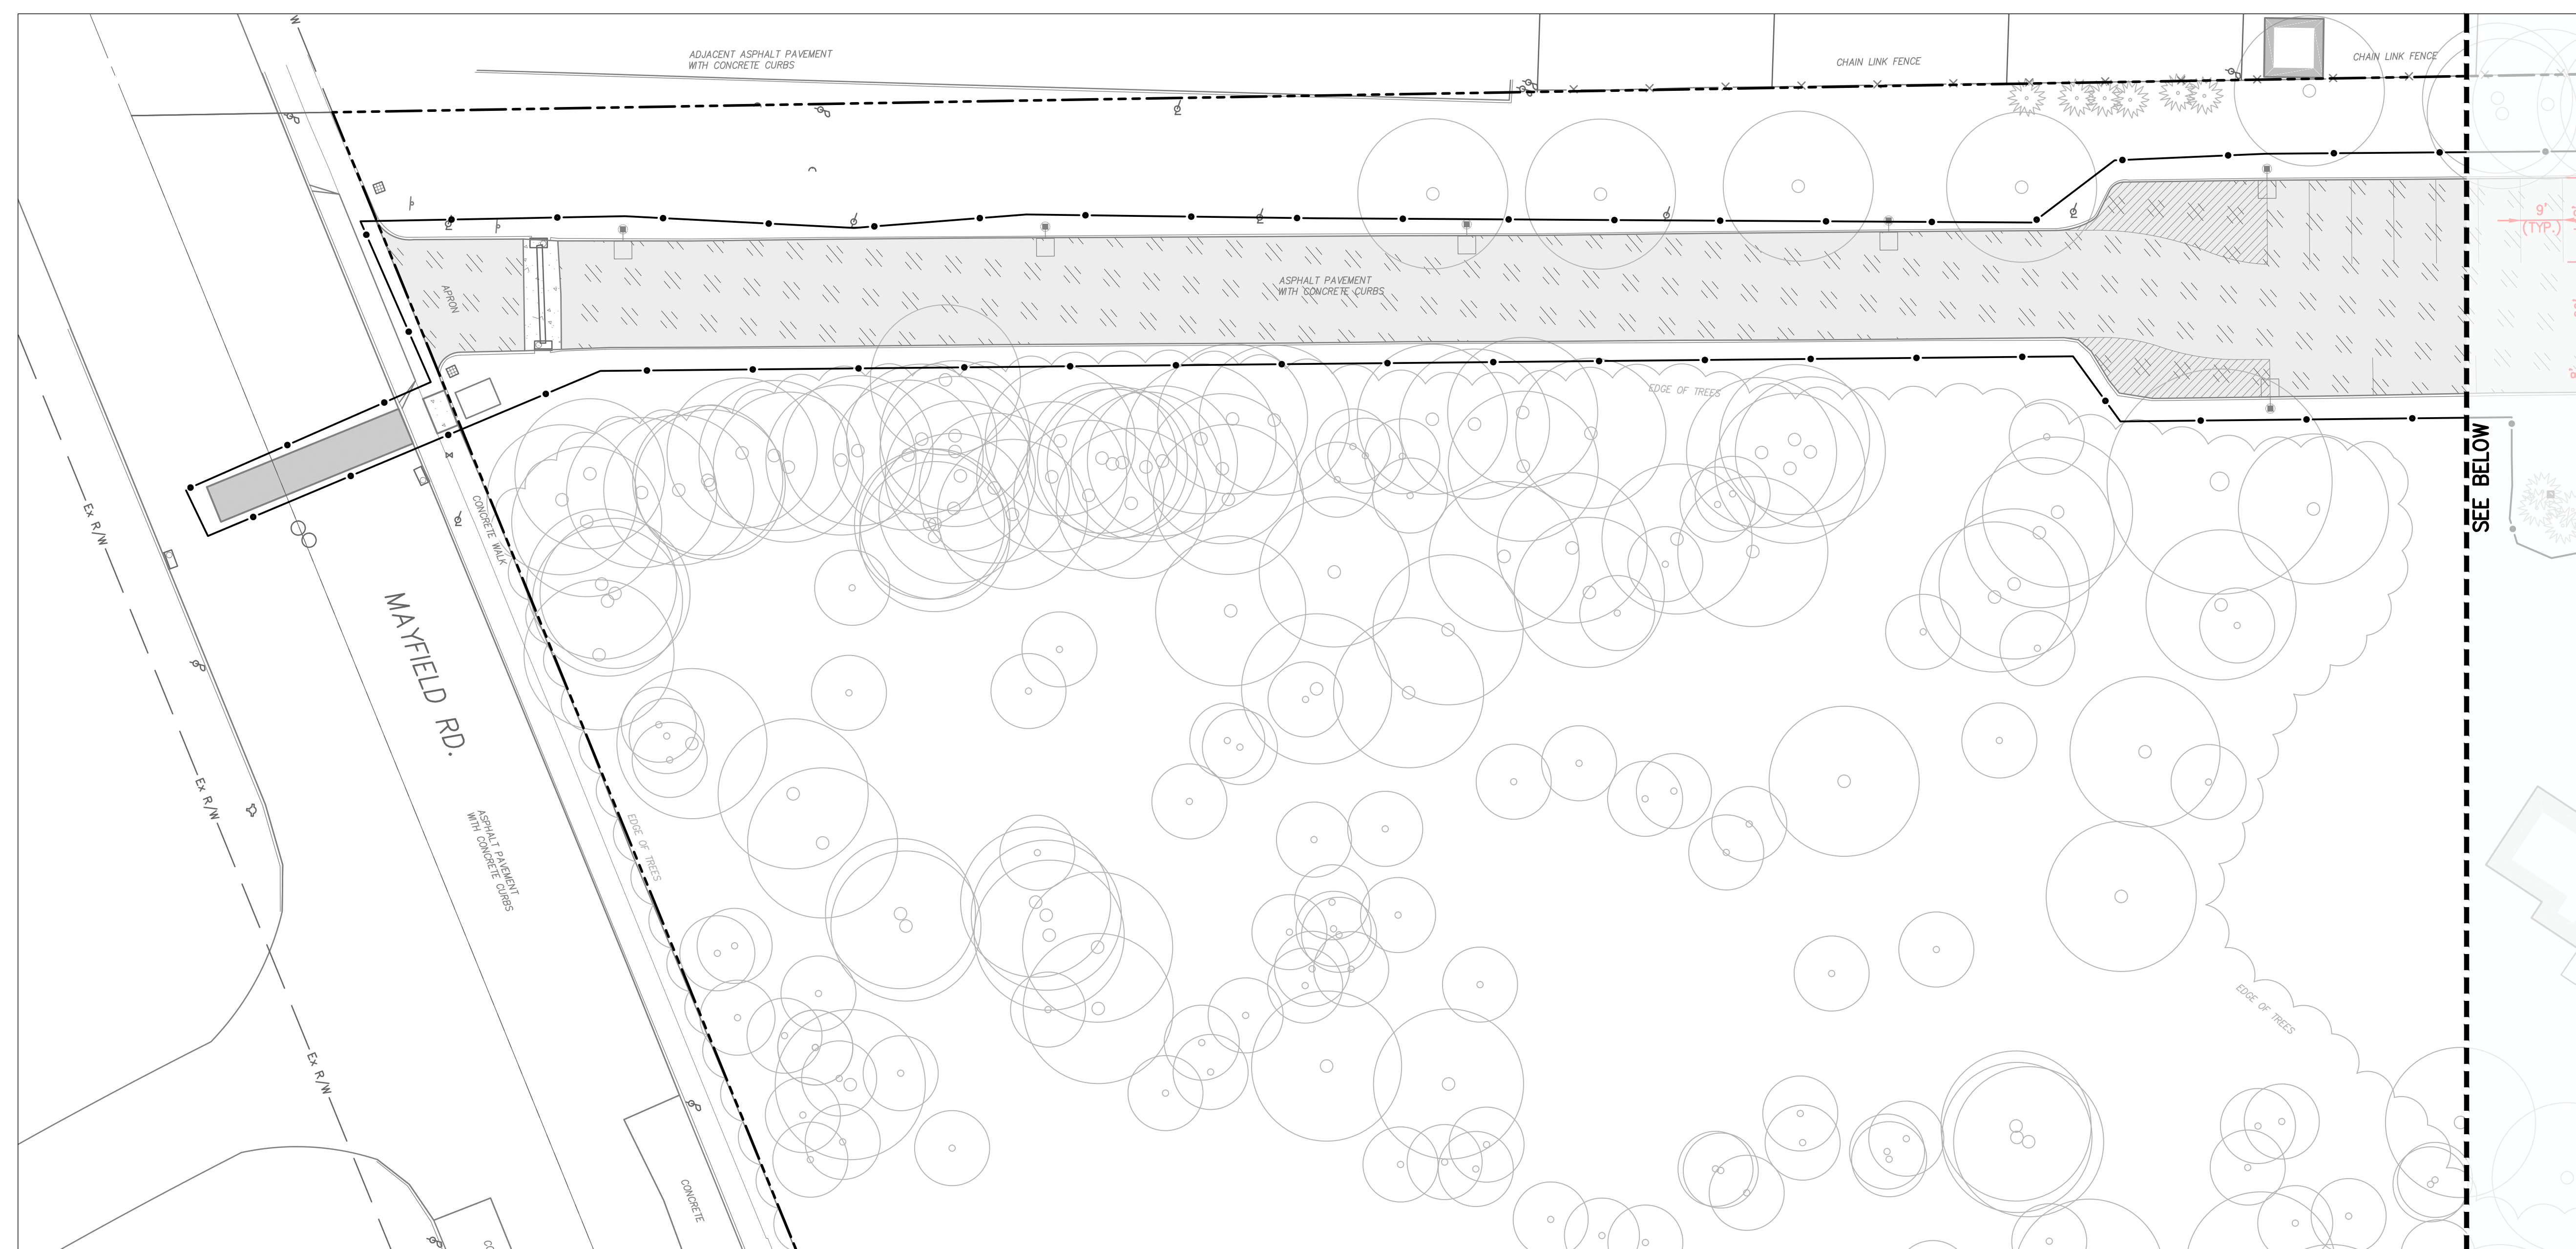 W
ADJACENT ASPHALT PAVEMENT
WITH CONCRETE CURBS
CHAIN LINK FENCE
CHAIN LINK FENCE
9'
(TYP.)
APRON
ASPHALT PAVEMENT
WITH CONCRETE CURBS
EDGE OF TREES
SEE BELOW
CONCRETE WALK
Ex R/W
MAYFIELD RD.
Ex R/W
ASPHALT PAVEMENT
WITH CONCRETE CURBS
EDGE OF TREES
EDGE OF TREES
Ex R/W
CONCRETE